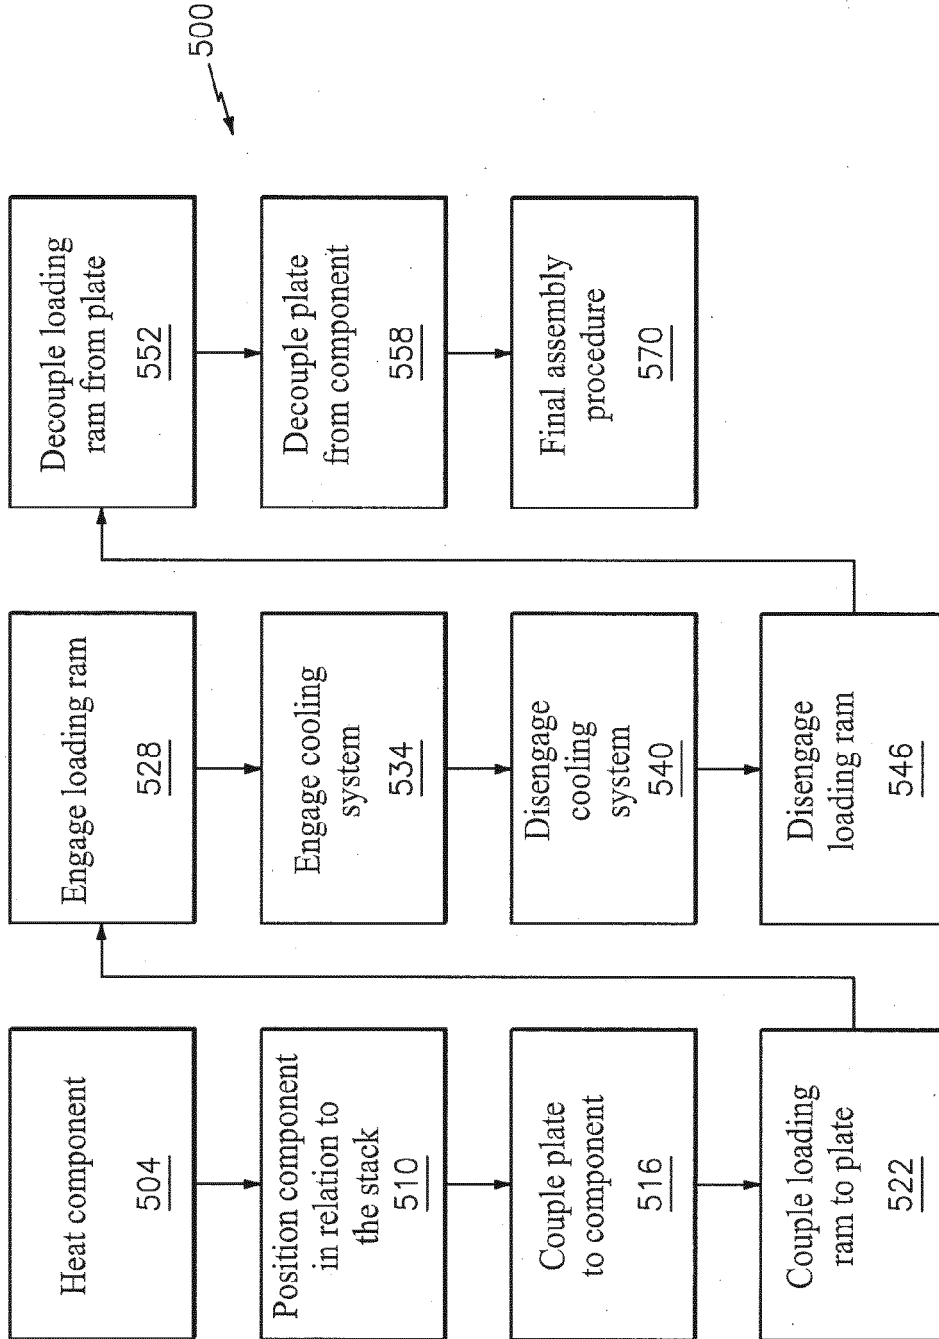 500
Heat component
504
Position component
in relation to
the stack
510
Couple plate
to component
516
Couple loading
ram to plate
522
Engage loading ram
528
Engage cooling
system
534
Disengage
cooling
system
540
Disengage
loading ram
546
Decouple loading
ram from plate
552
Decouple plate
from component
558
Final assembly
procedure
570